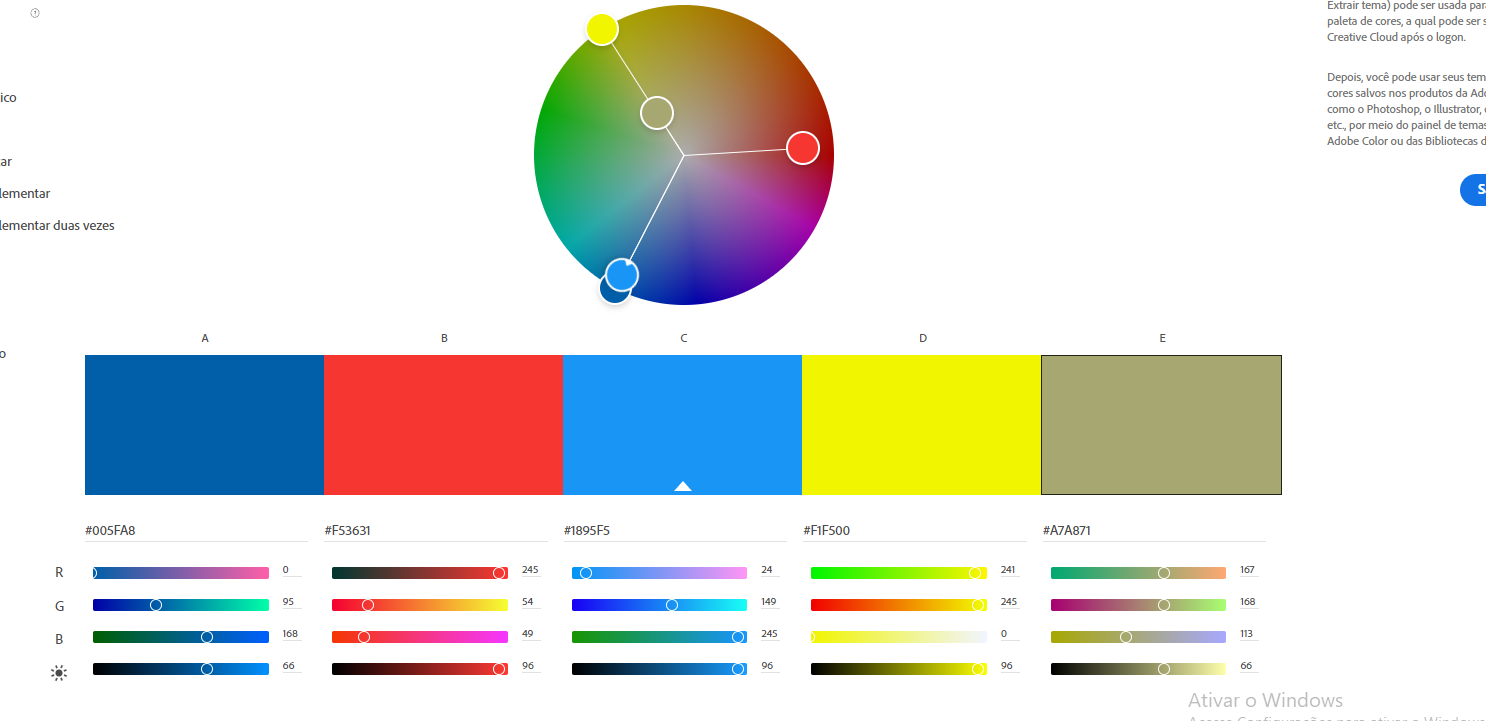 Extrair tema) pode ser usada para
paleta de cores, a qual pode ser s
Creative Cloud após o logon.
ico
Depois, você pode usar seus tem
cores salvos nos produtos da Ado
como o Photoshop, o Illustrator,
etc., por meio do painel de temas
Adobe Color ou das Bibliotecas d
ar
lementar
lementar duas vezes
S
A B C D E
o
#005FA8 #F53631 #1895F5 #F1F500 #A7A871
R 0 245 24 241 167
G 95 54 149 245 168
B 168 49 245 0 113
66 96 96 96 66
Ativar o Windows